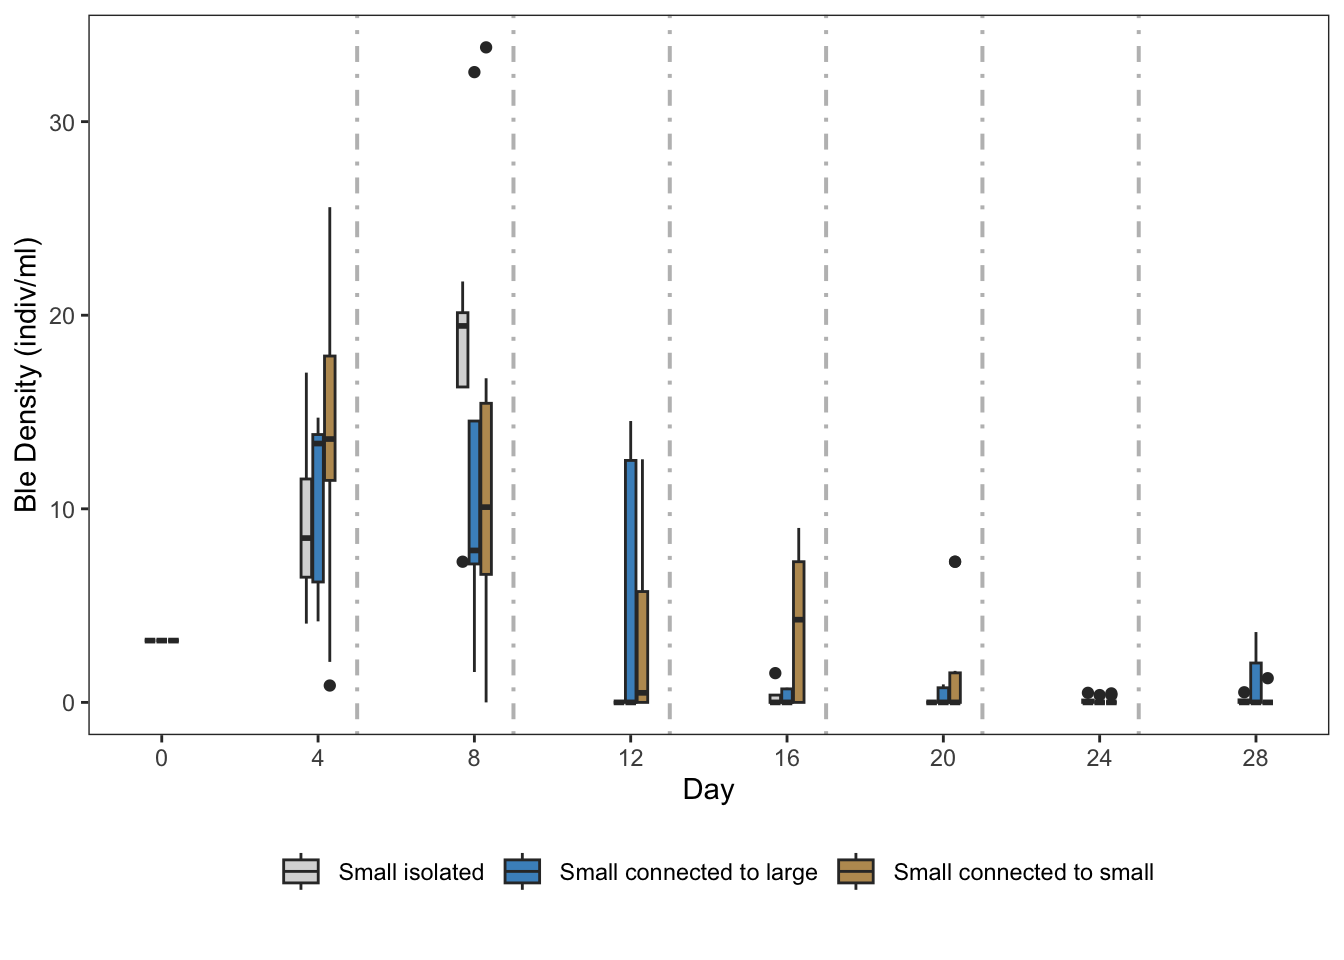 Ble Density (indiv/ml)
30
20
10
0
0 4 8 12 16 20 24 28
Day
Small isolated Small connected to large Small connected to small